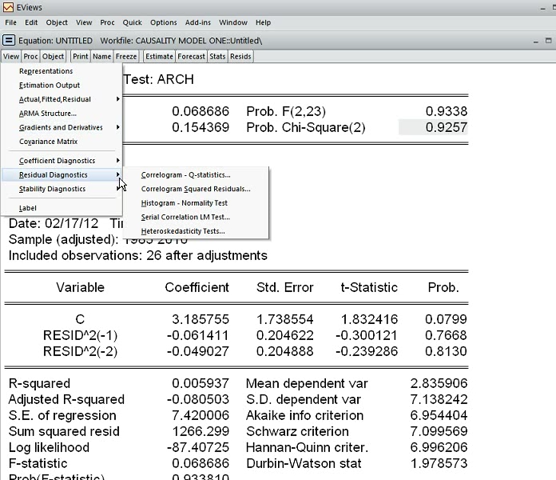 EViews
File Edit Object View Proc Quick Options Add-ins Window Help
Equation: UNTITLED Workfile: CAUSALITY MODEL ONE::Untitled\
View Proc Object Print Name Freeze Estimate Forecast Stats Resids
Representations
Estimation Output
Actual,Fitted,Residual
ARMA Structure...
Gradients and Derivatives
Covariance Matrix
Coefficient Diagnostics
Residual Diagnostics
Stability Diagnostics
Label
Correlogram - Q-statistics...
Correlogram Squared Residuals...
Histogram - Normality Test
Serial Correlation LM Test...
Heteroskedasticity Tests...
Test: ARCH
0.068686 Prob. F(2,23) 0.9338
0.154369 Prob. Chi-Square(2) 0.9257
Date: 02/17/12
Sample (adjusted): 1985 2010
Included observations: 26 after adjustments
Variable Coefficient Std. Error t-Statistic Prob.
C 3.185755 1.738554 1.832416 0.0799
RESID^2(-1) -0.061411 0.204622 -0.300121 0.7668
RESID^2(-2) -0.049027 0.204888 -0.239286 0.8130
R-squared 0.005937 Mean dependent var 2.835906
Adjusted R-squared -0.080503 S.D. dependent var 7.138242
S.E. of regression 7.420006 Akaike info criterion 6.954404
Sum squared resid 1266.299 Schwarz criterion 7.099569
Log likelihood -87.40725 Hannan-Quinn criter. 6.996206
F-statistic 0.068686 Durbin-Watson stat 1.978573
Prob(F-statistic) 0.933810